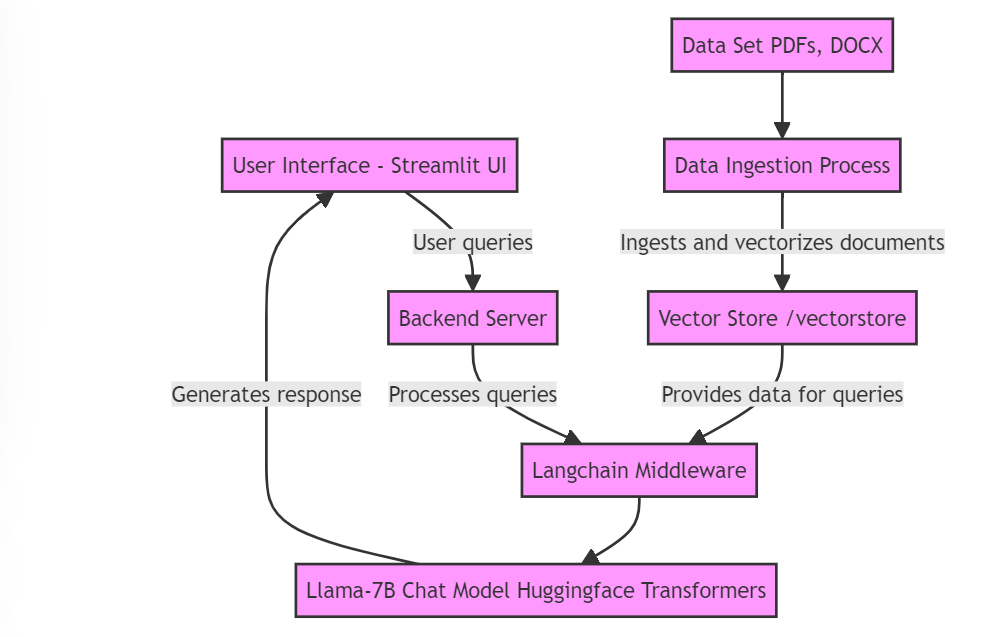 Data Set PDFs, DOCX
User Interface - Streamlit UI
Data Ingestion Process
User queries
Ingests and vectorizes documents
Backend Server
Vector Store /vectorstore
Generates response
Processes queries
Provides data for queries
Langchain Middleware
Llama-7B Chat Model Huggingface Transformers